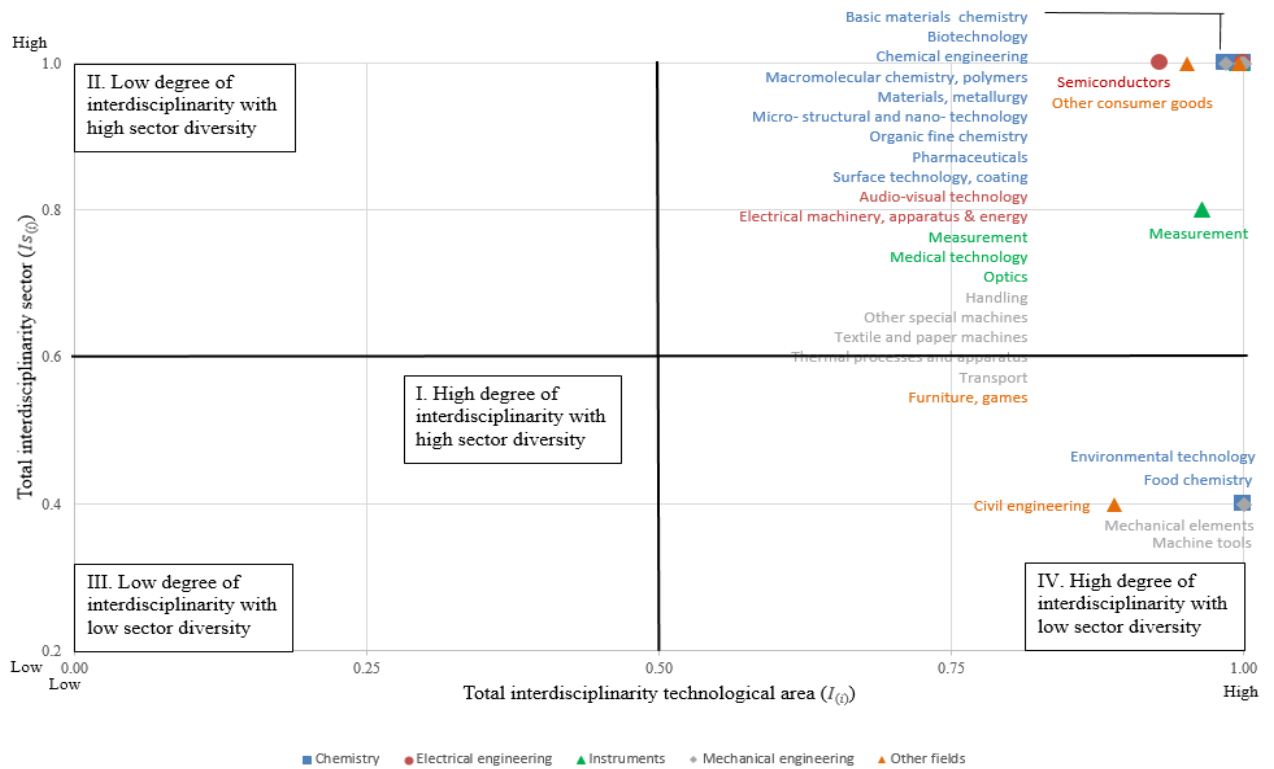 Basic materials chemistry
Biotechnology
Chemical engineering
Macromolecular chemistry, polymers
Materials, metallurgy
Micro- structural and nano- technology
Organic fine chemistry
Pharmaceuticals
Surface technology, coating
Audio-visual technology
Electrical machinery, apparatus & energy
Measurement
Medical technology
Optics
Handling
Other special machines
Textile and paper machines
Thermal processes and apparatus
Transport
Furniture, games
High
1.0
0.8
0.6
0.4
0.2
Total interdisciplinarity sector (Is(i))
II. Low degree of
interdisciplinarity with
high sector diversity
Semiconductors
Other consumer goods
Measurement
I. High degree of
interdisciplinarity with
high sector diversity
Environmental technology
Food chemistry
Civil engineering
Mechanical elements
Machine tools
III. Low degree of
interdisciplinarity with
low sector diversity
IV. High degree of
interdisciplinarity with
low sector diversity
Low
0.00
0.25
0.50
0.75
1.00
Low
Total interdisciplinarity technological area (I(i))
High
Chemistry
Electrical engineering
Instruments
Mechanical engineering
Other fields